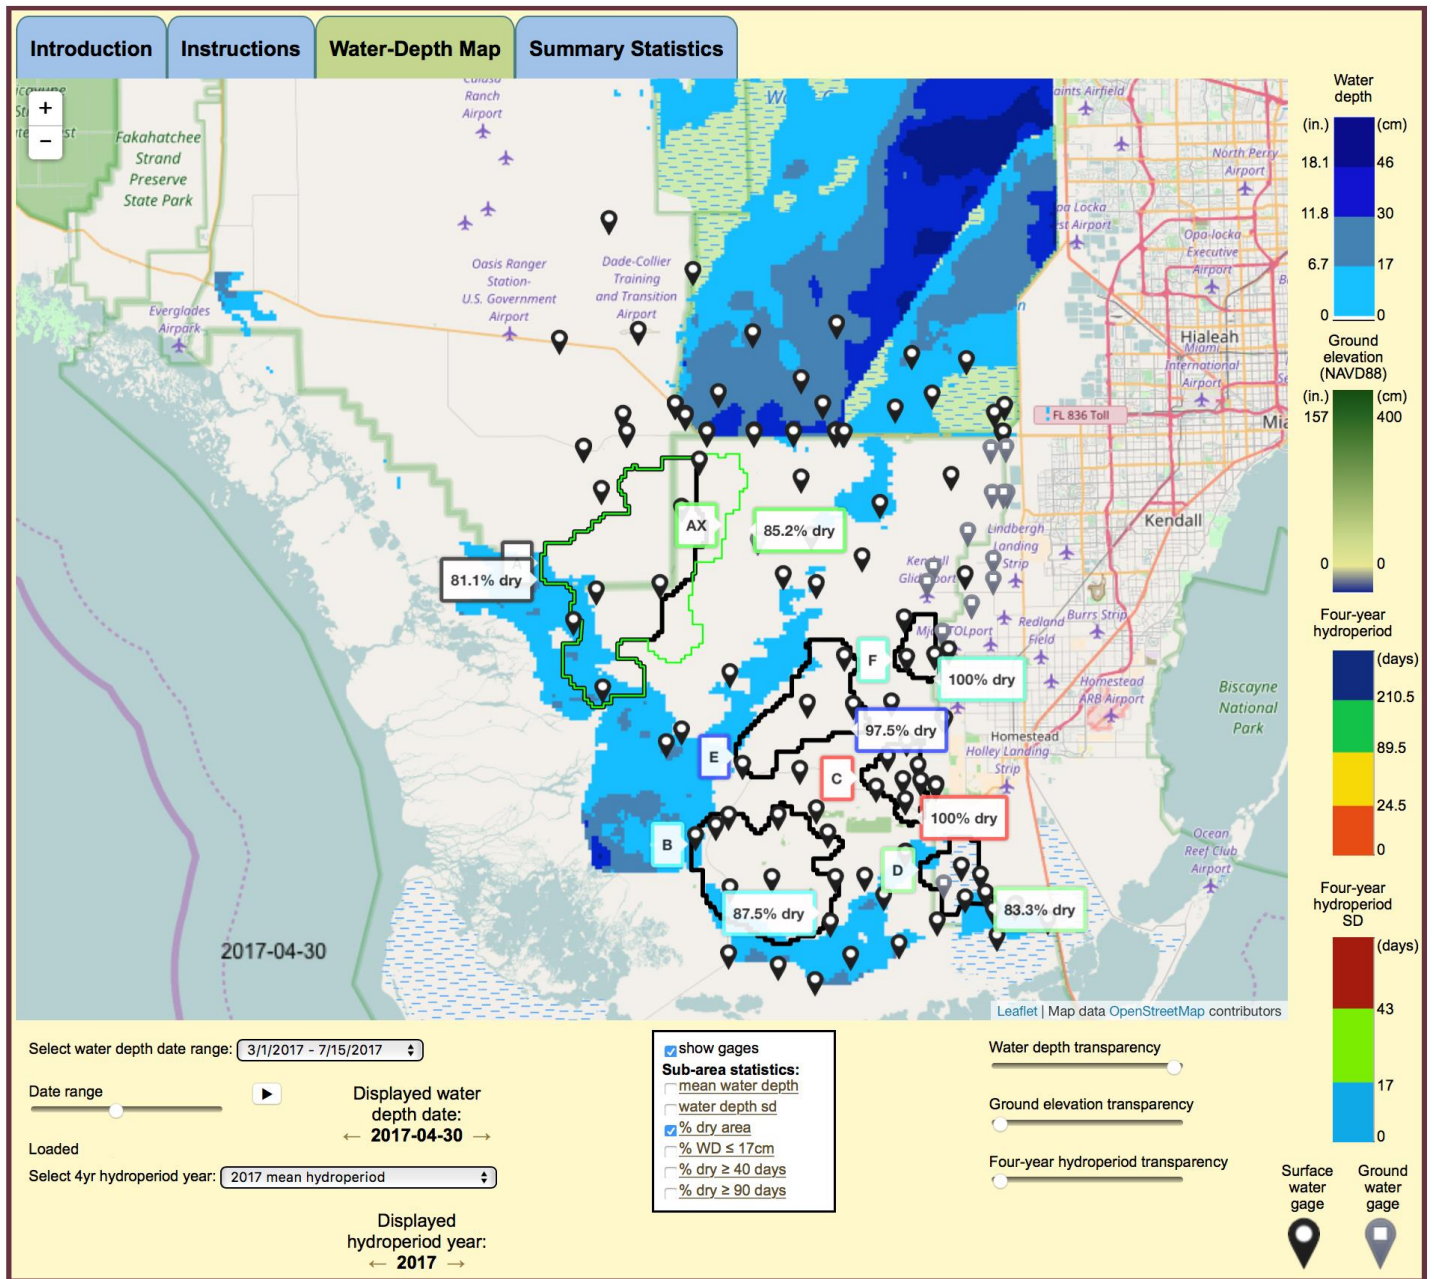 Introduction
Instructions
Water-Depth Map
Summary Statistics
+
−
Fakahatchee
Strand
Preserve
State Park
Ranch
Airport
Everglades
Airpark
Oasis Ranger
Station-
U.S. Government
Airport
Dade-Collier
Training
and Transition
Airport
aints Airfield
North Perry
Airport
pa Locka
est Airport
Opa-locka
Executive
Airport
Hialeah
Miami
International
Airport
FL 836 Toll
Mia
Kendall
Lindbergh
Landing
Strip
Burrs Strip
Redland
Field
Homestead
ARB Airport
Homestead
Holley Landing
Strip
Biscayne
National
Park
Ocean
Reef Club
Airport
AX
85.2% dry
81.1% dry
F
100% dry
97.5% dry
E
C
100% dry
B
D
87.5% dry
83.3% dry
2017-04-30
Leaflet | Map data OpenStreetMap contributors
Water
depth
(in.) (cm)
18.1 46
11.8 30
6.7 17
0 0
Ground
elevation
(NAVD88)
(in.) (cm)
157 400
0 0
Four-year
hydroperiod
(days)
210.5
89.5
24.5
0
Four-year
hydroperiod
SD
(days)
43
17
0
Surface
water
gage
Ground
water
gage
Select water depth date range: 3/1/2017 - 7/15/2017
Date range
Displayed water
depth date:
← 2017-04-30 →
Loaded
Select 4yr hydroperiod year: 2017 mean hydroperiod
Displayed
hydroperiod year:
← 2017 →
show gages
Sub-area statistics:
mean water depth
water depth sd
% dry area
% WD ≤ 17cm
% dry ≥ 40 days
% dry ≥ 90 days
Water depth transparency
Ground elevation transparency
Four-year hydroperiod transparency